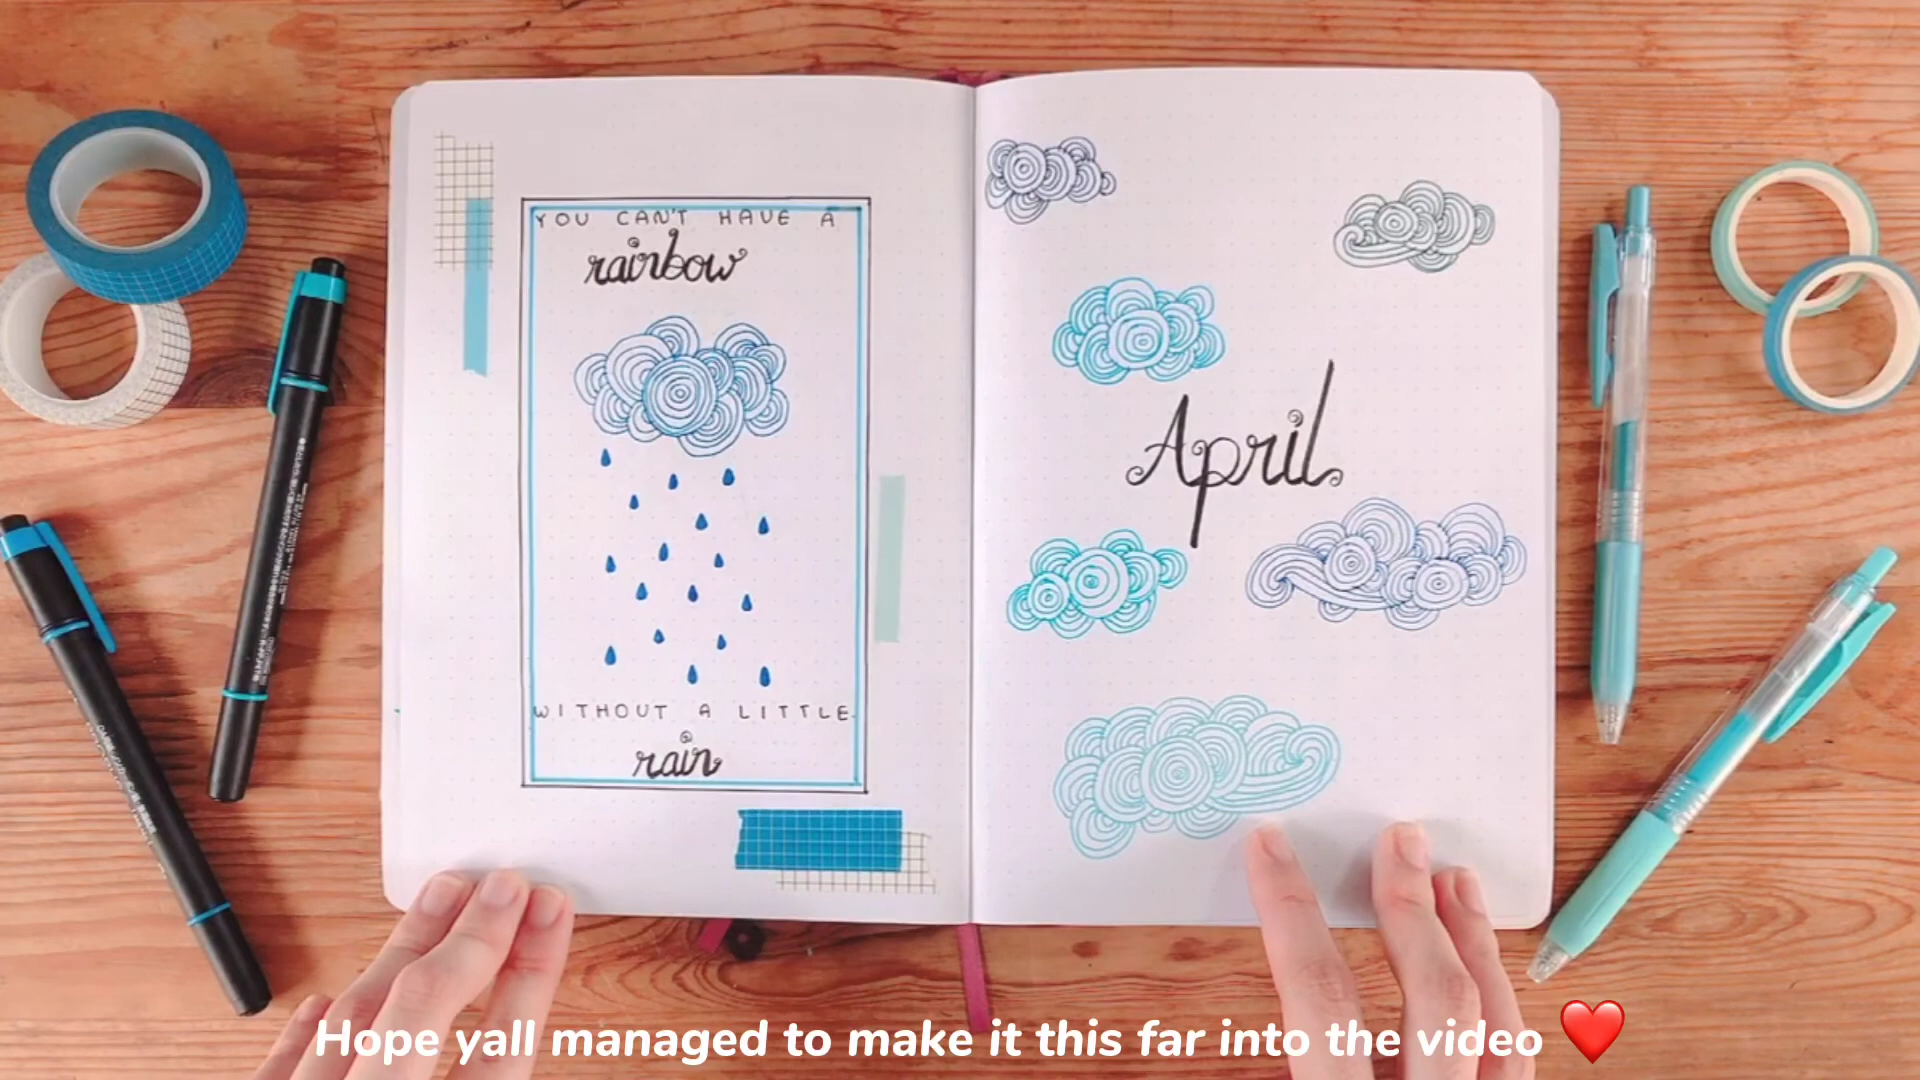 YOU CAN'T HAVE A
rainbow
WITHOUT A LITTLE
rain
April
Hope yall managed to make it this far into the video ❤️